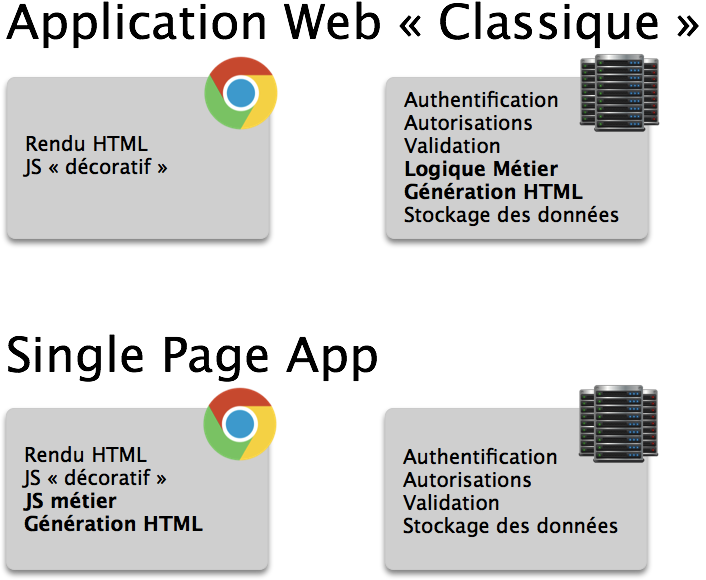 Application Web « Classique »
Rendu HTML
JS « décoratif »
Authentification
Autorisations
Validation
Logique Métier
Génération HTML
Stockage des données
Single Page App
Rendu HTML
JS « décoratif »
JS métier
Génération HTML
Authentification
Autorisations
Validation
Stockage des données